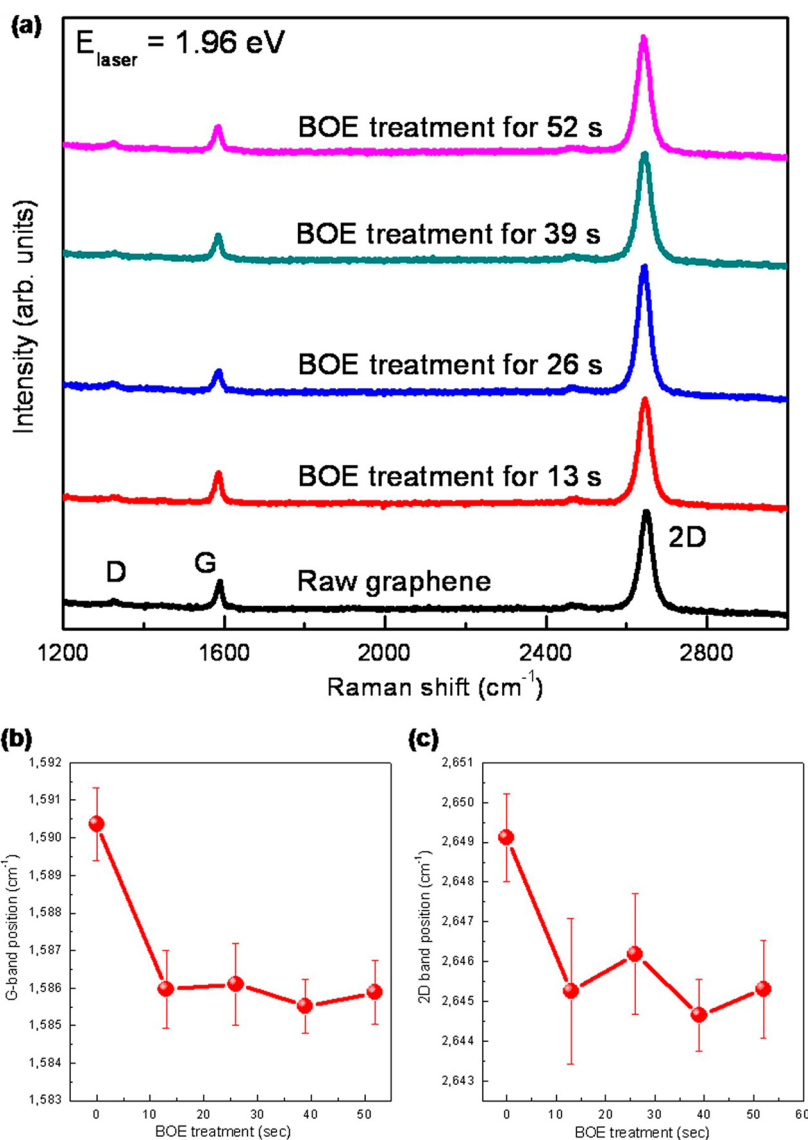 (a)
E laser = 1.96 eV
BOE treatment for 52 s
BOE treatment for 39 s
BOE treatment for 26 s
BOE treatment for 13 s
D
G
Raw graphene
2D
Intensity (arb. units)
1200
1600
2000
2400
2800
Raman shift (cm-1)
(b)
1,592
1,591
1,590
1,589
1,588
1,587
1,586
1,585
1,584
1,583
G-band position (cm-1)
0
10
20
30
40
50
BOE treatment (sec)
(c)
2,651
2,650
2,649
2,648
2,647
2,646
2,645
2,644
2,643
2D band position (cm-1)
0
10
20
30
40
50
60
BOE treatment (sec)